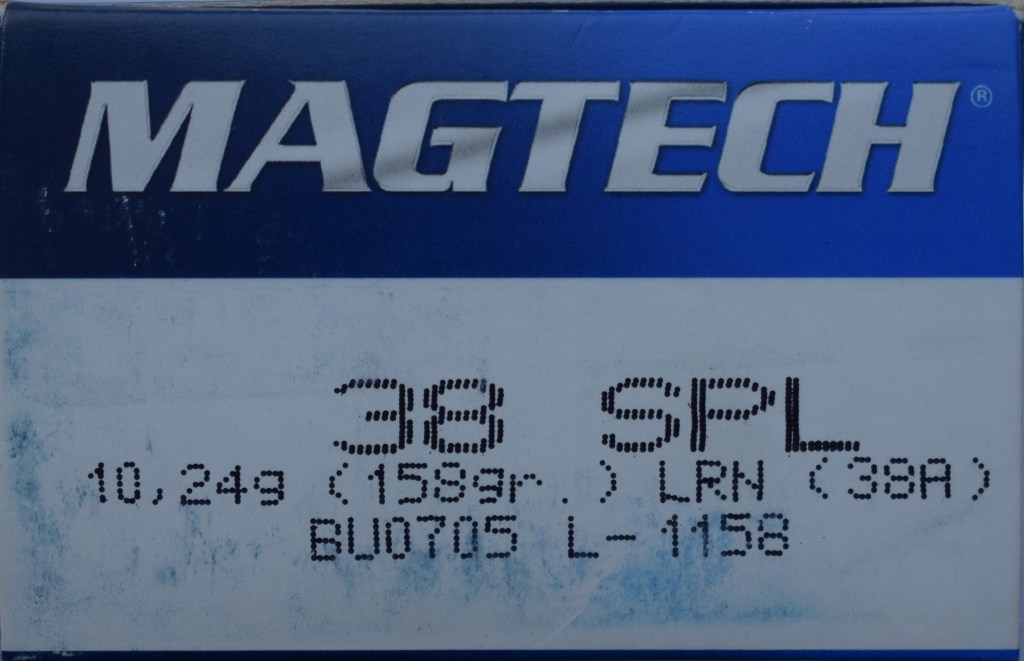 MAGTECH®
38 SPL
10,24g (158gr.) LRN (38A)
BU0705 L-1158